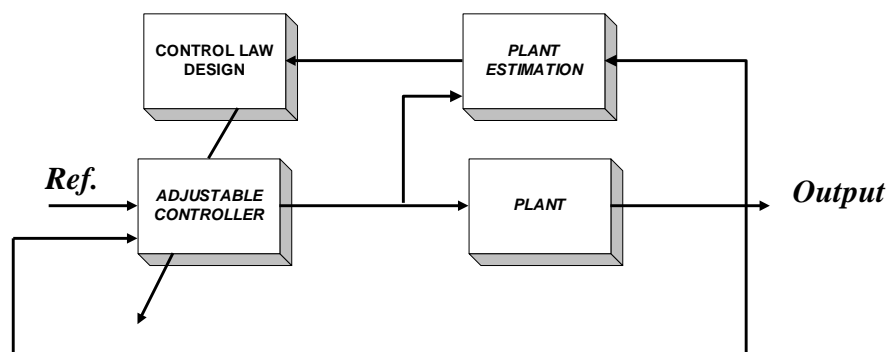 CONTROL LAW
DESIGN
PLANT
ESTIMATION
Ref.
ADJUSTABLE
CONTROLLER
PLANT
Output